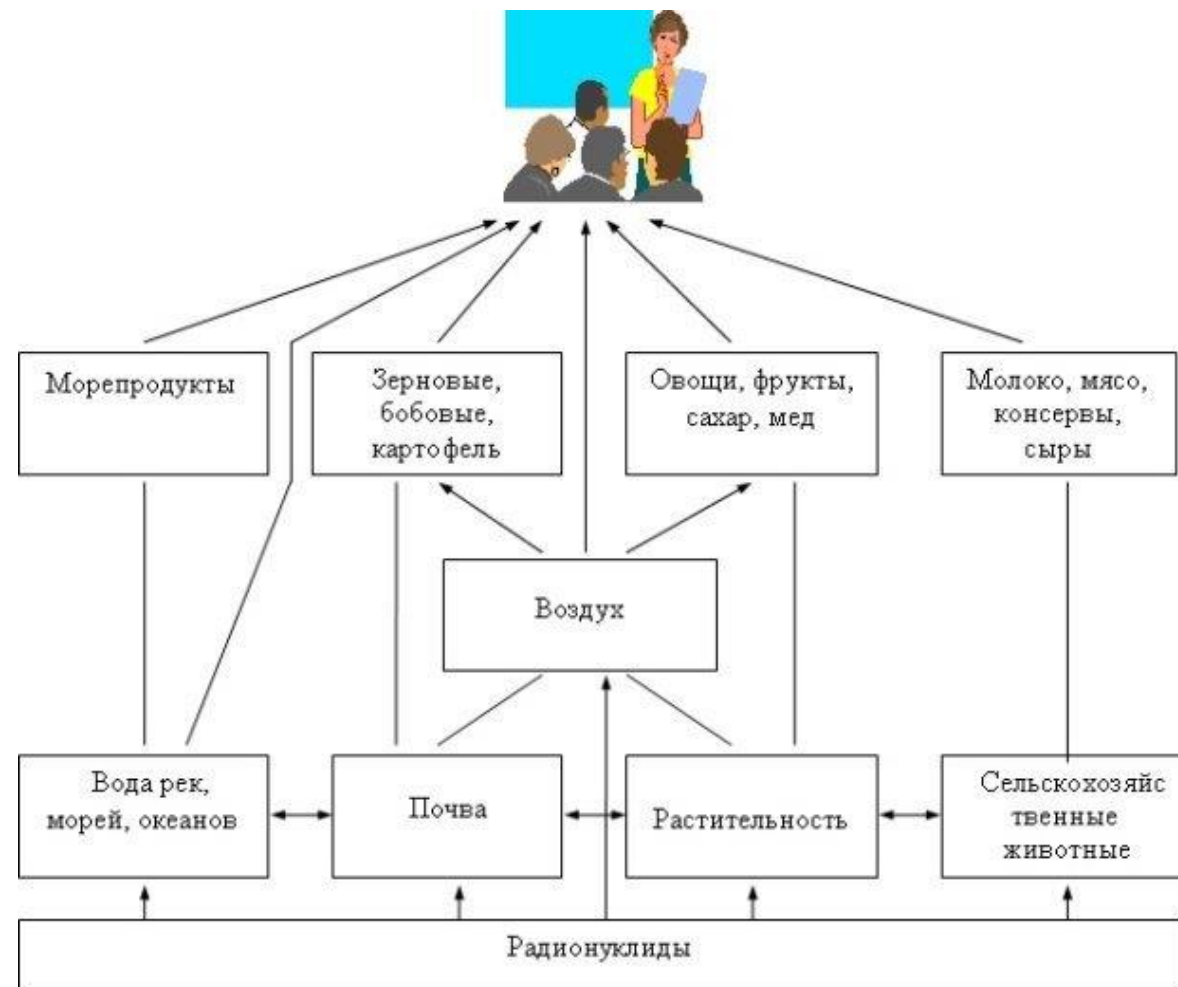 Морепродукты
Зерновые,
бобовые,
картофель
Овощи, фрукты,
сахар, мед
Молоко, мясо,
консервы,
сыры
Воздух
Вода рек,
морей, океанов
Почва
Растительность
Сельскохозяйс
твенные
животные
Радионуклиды